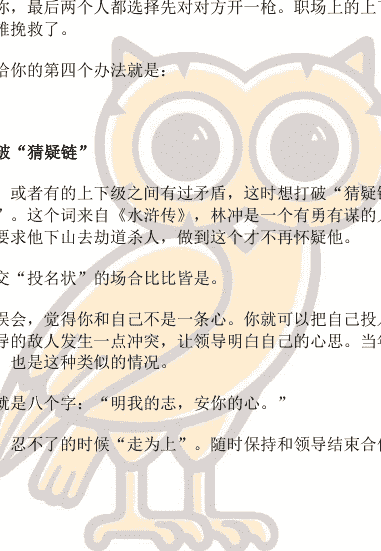 你，最后两个人都选择先对对方开一枪。职场上的上下
难挽救了。
给你的第四个办法就是：
破“猜疑链”
或者有的上下级之间有过矛盾，这时想打破“猜疑链
”。这个词来自《水浒传》，林冲是一个有勇有谋的人
要求他下山去劫道杀人，做到这个才不再怀疑他。
交“投名状”的场合比比皆是。
误会，觉得你和自己不是一条心。你就可以把自己投入
导的敌人发生一点冲突，让领导明白自己的心思。当年
也是这种类似的情况。
就是八个字：“明我的志，安你的心。”
忍不了的时候“走为上”。随时保持和领导结束合作